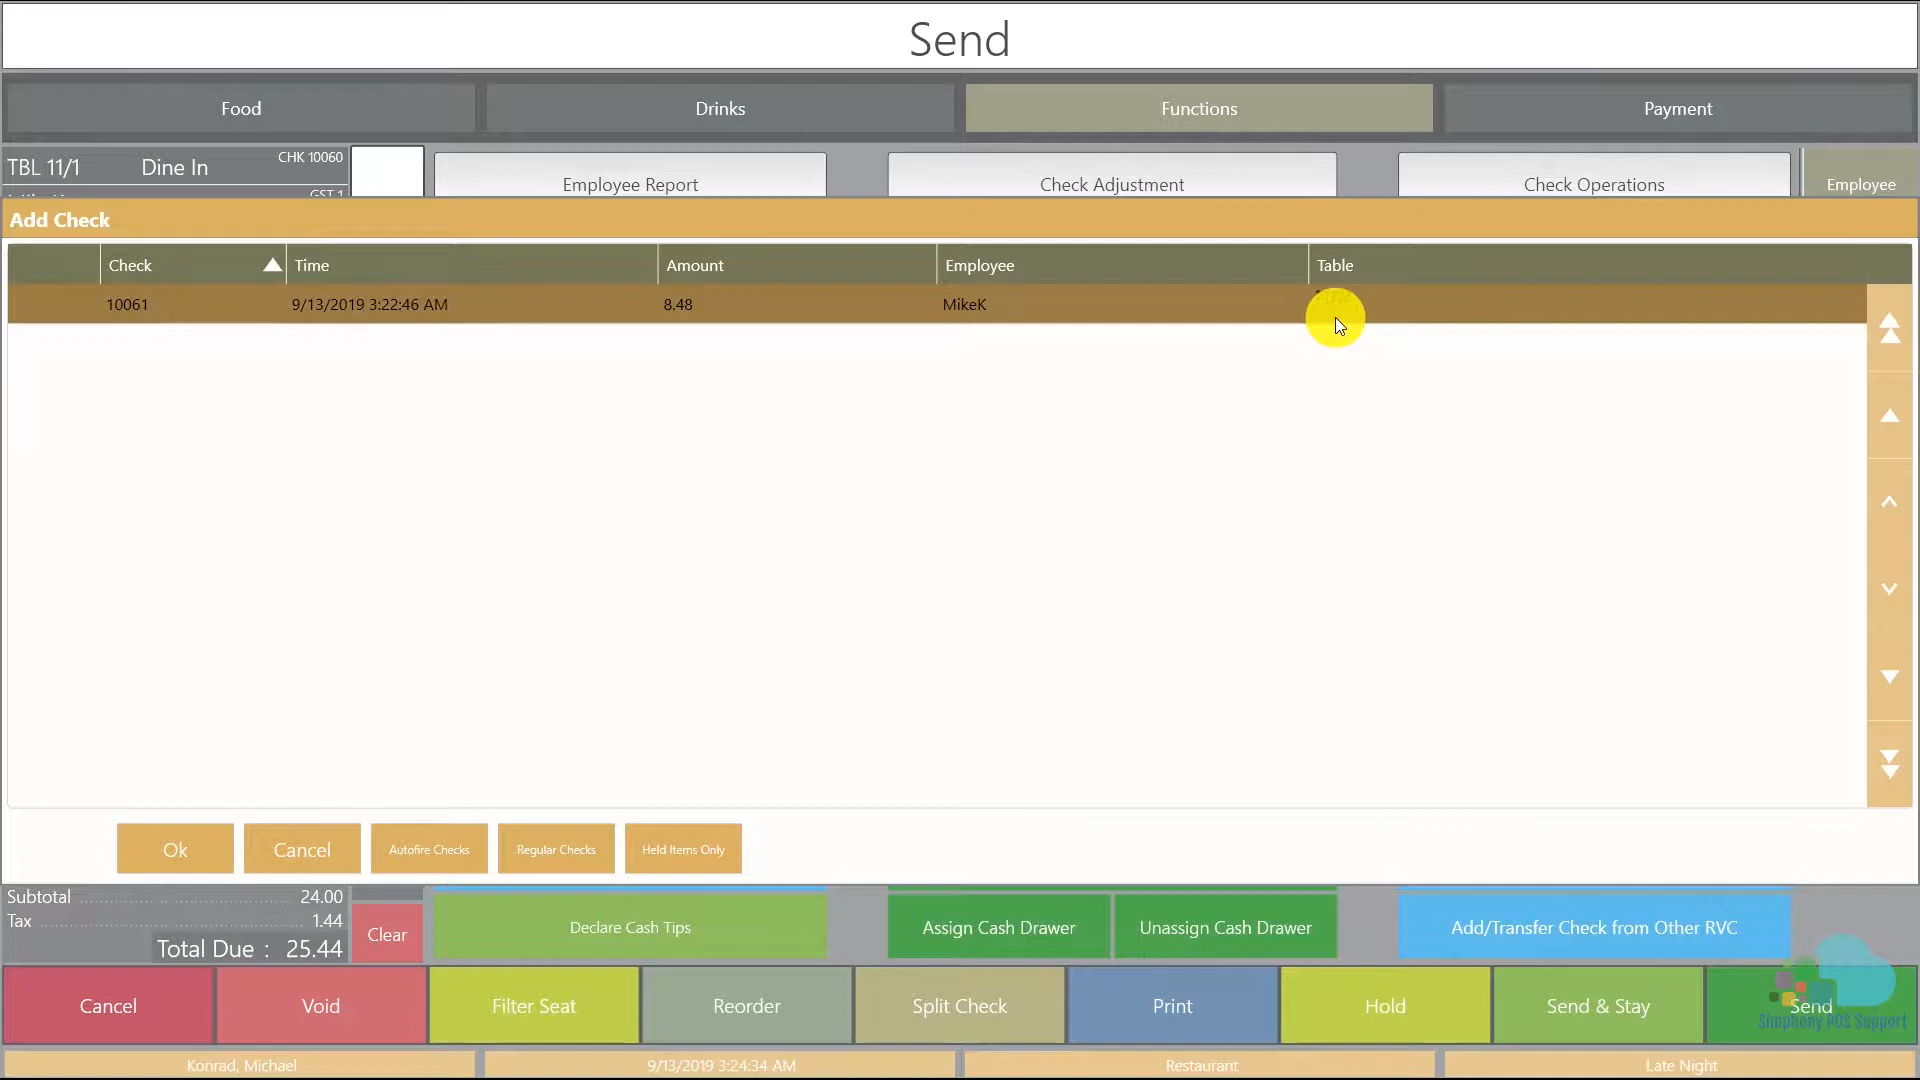 Send
Food
Drinks
Functions
Payment
TBL 11/1
Dine In
CHK 10060
GST 1
Employee Report
Check Adjustment
Check Operations
Employee
Add Check
Check
Time
Amount
Employee
Table
10061
9/13/2019 3:22:46 AM
8.48
MikeK
Ok
Cancel
Autofire Checks
Regular Checks
Held Items Only
Subtotal 24.00
Tax 1.44
Total Due : 25.44
Clear
Declare Cash Tips
Assign Cash Drawer
Unassign Cash Drawer
Add/Transfer Check from Other RVC
Cancel
Void
Filter Seat
Reorder
Split Check
Print
Hold
Send & Stay
Send
Simphony POS Support
Konrad, Michael
9/13/2019 3:24:34 AM
Restaurant
Late Night